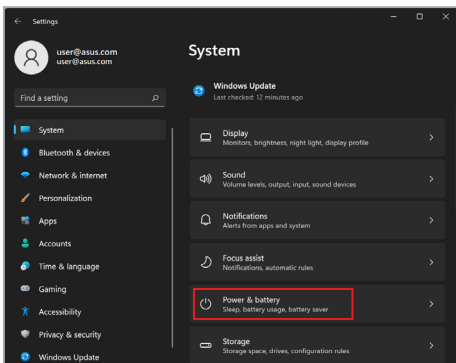 Settings
user@asus.com
user@asus.com
Find a setting
System
Bluetooth & devices
Network & internet
Personalization
Apps
Accounts
Time & language
Gaming
Accessibility
Privacy & security
Windows Update
System
Windows Update
Last checked: 12 minutes ago
Display
Monitors, brightness, night light, display profile
Sound
Volume levels, output, input, sound devices
Notifications
Alerts from apps and system
Focus assist
Notifications, automatic rules
Power & battery
Sleep, battery usage, battery saver
Storage
Storage space, drives, configuration rules